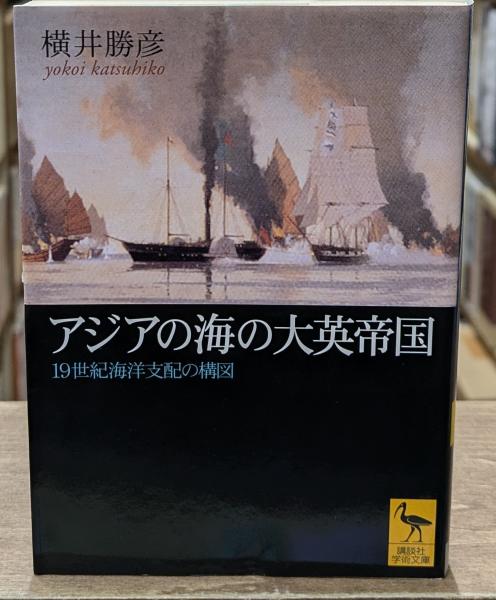 横井勝彦
yokoi katsuhiko
アジアの海の大英帝国
19世紀海洋支配の構図
講談社
学術文庫